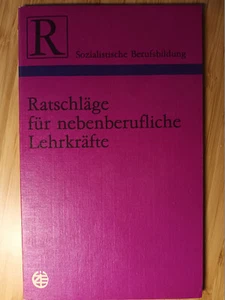 R
Sozialistische Berufsbildung
Ratschläge
für nebenberufliche
Lehrkräfte